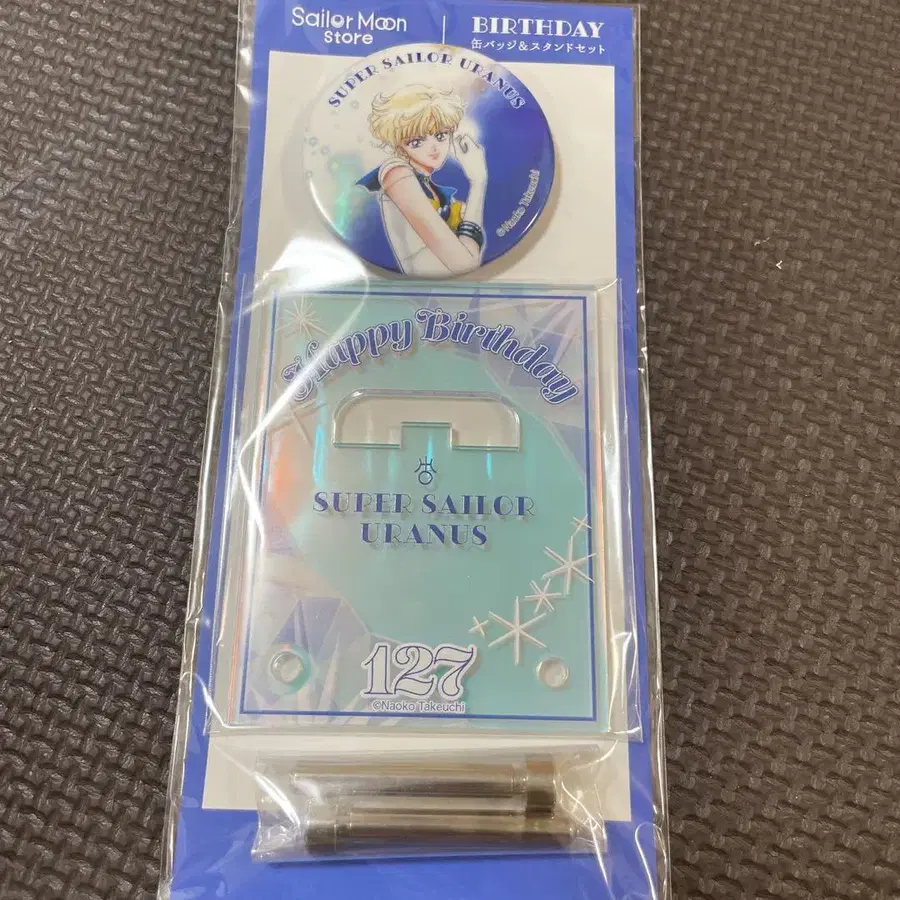 Sailor Moon
store
BIRTHDAY
缶バッジ&スタンドセット
SUPER SAILOR URANUS
©Naoko Takeuchi
Happy Birthday
SUPER SAILOR
URANUS
127
©Naoko Takeuchi